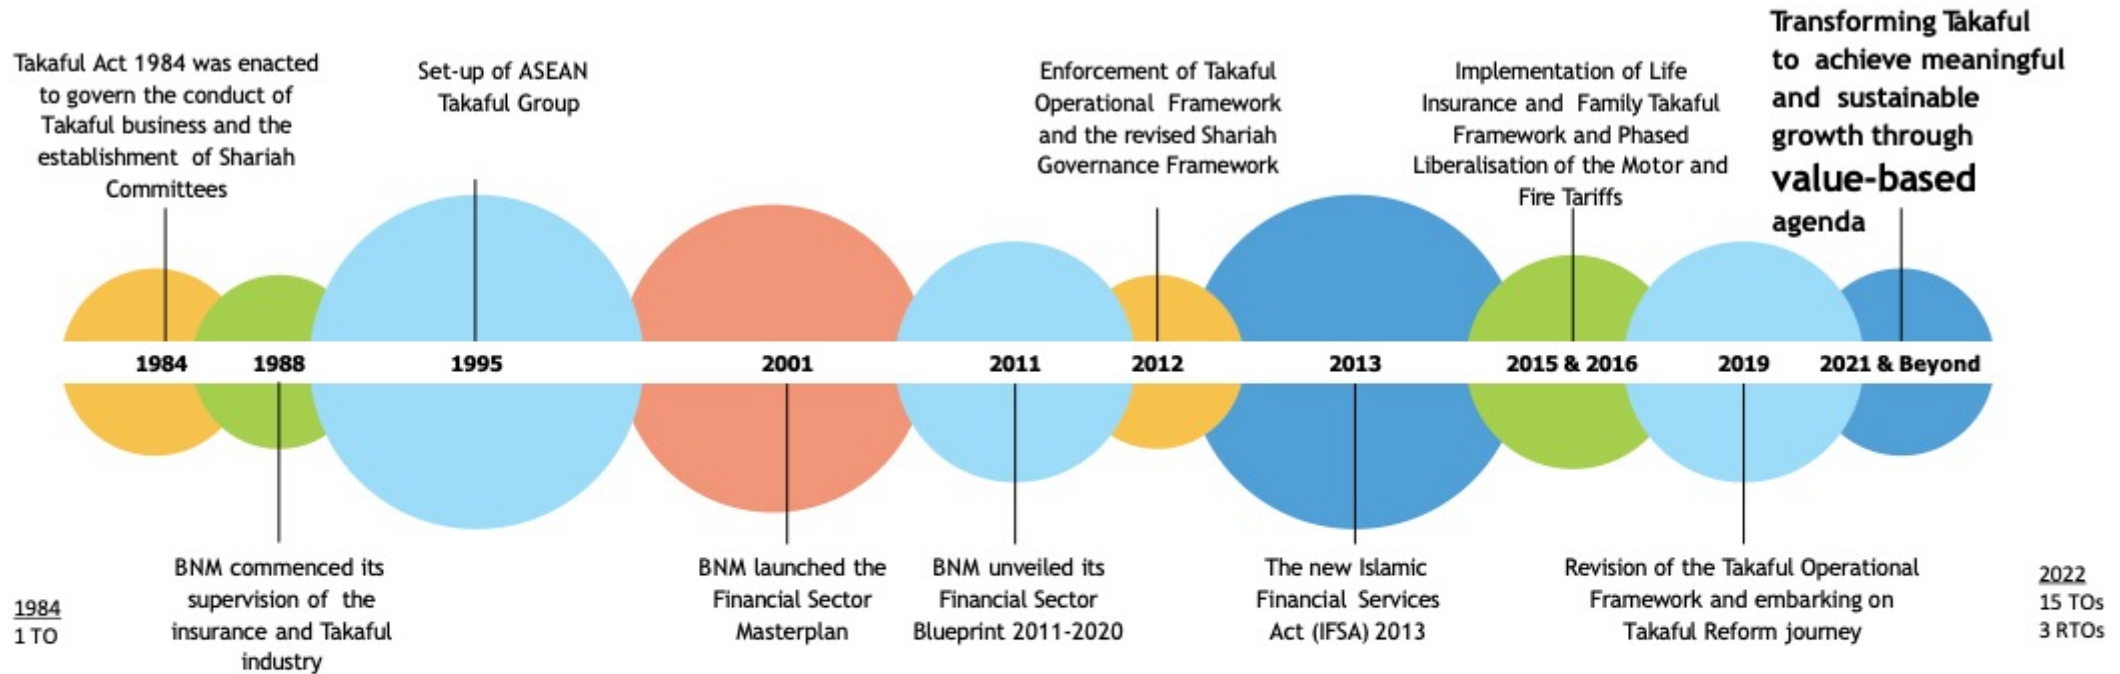 Takaful Act 1984 was enacted
to govern the conduct of
Takaful business and the
establishment of Shariah
Committees
Set-up of ASEAN
Takaful Group
Enforcement of Takaful
Operational Framework
and the revised Shariah
Governance Framework
Implementation of Life
Insurance and Family Takaful
Framework and Phased
Liberalisation of the Motor and
Fire Tariffs
Transforming Takaful
to achieve meaningful
and sustainable
growth through
value-based
agenda
1984
1988
1995
2001
2011
2012
2013
2015 & 2016
2019
2021 & Beyond
1984
1 TO
BNM commenced its
supervision of the
insurance and Takaful
industry
BNM launched the
Financial Sector
Masterplan
BNM unveiled its
Financial Sector
Blueprint 2011-2020
The new Islamic
Financial Services
Act (IFSA) 2013
Revision of the Takaful Operational
Framework and embarking on
Takaful Reform journey
2022
15 TOs
3 RTOs